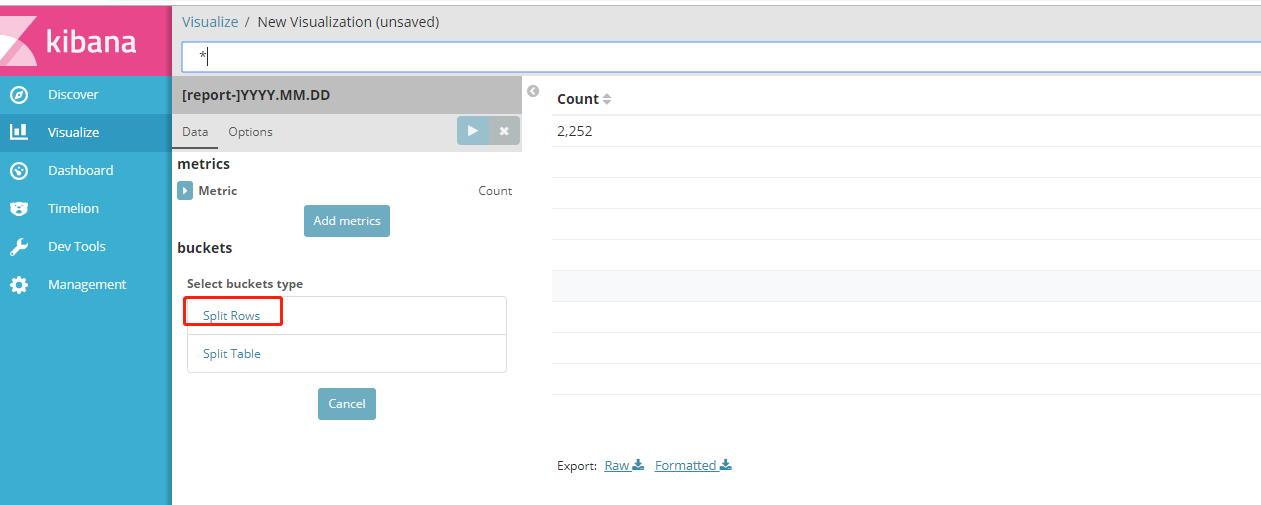 Visualize / New Visualization (unsaved)
kibana
*
Discover
Visualize
Dashboard
Timelion
Dev Tools
Management
[report-]YYYY.MM.DD
Data Options
metrics
Metric Count
Add metrics
buckets
Select buckets type
Split Rows
Split Table
Cancel
Count
2,252
Export: Raw Formatted